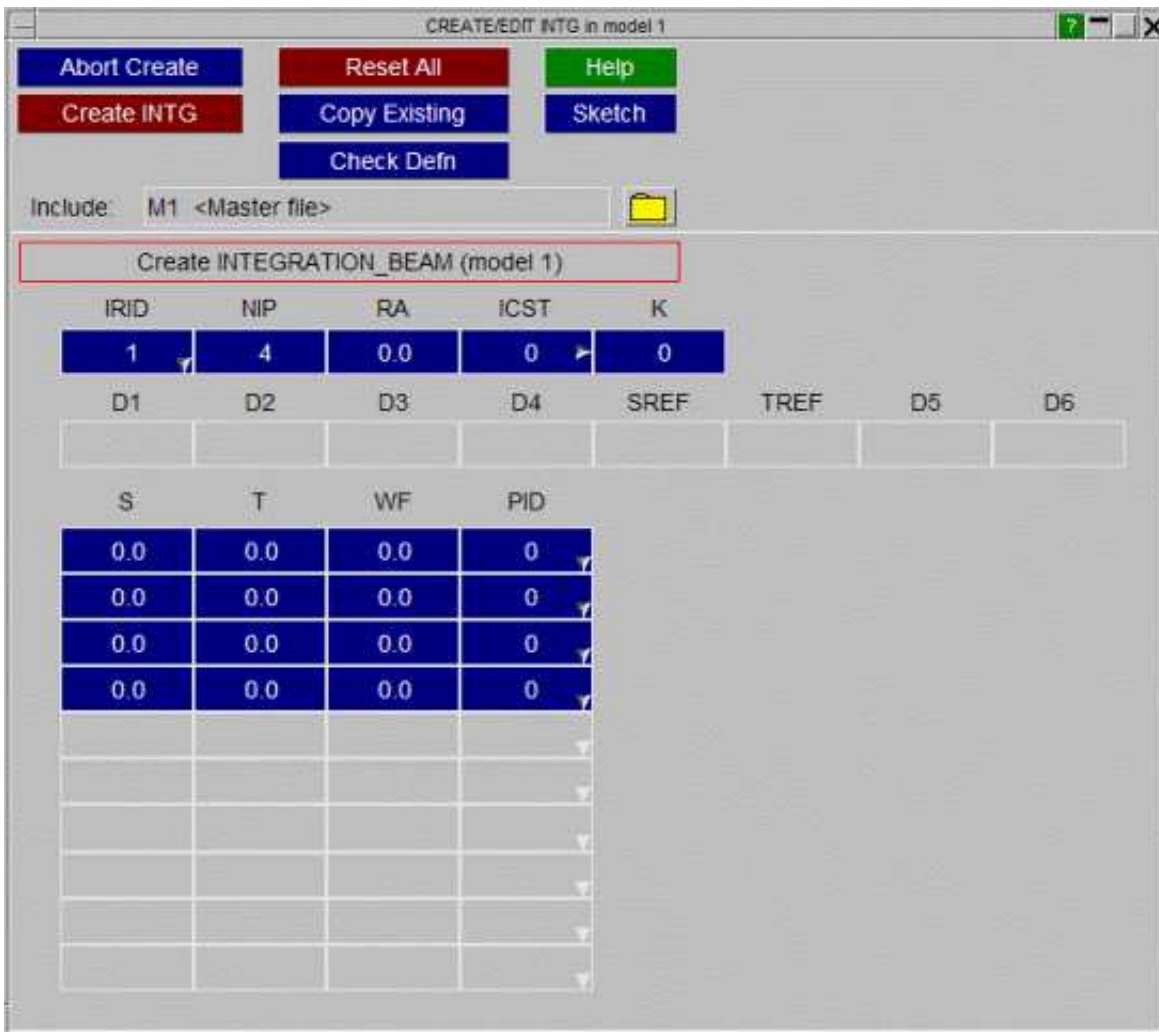 CREATE/EDIT INTG in model 1 ?
Abort Create Reset All Help
Create INTG Copy Existing Sketch
Check Defn
Include: M1 <Master file>
Create INTEGRATION_BEAM (model 1)
IRID NIP RA ICST K
1 4 0.0 0 0
D1 D2 D3 D4 SREF TREF D5 D6
S T WF PID
0.0 0.0 0.0 0
0.0 0.0 0.0 0
0.0 0.0 0.0 0
0.0 0.0 0.0 0